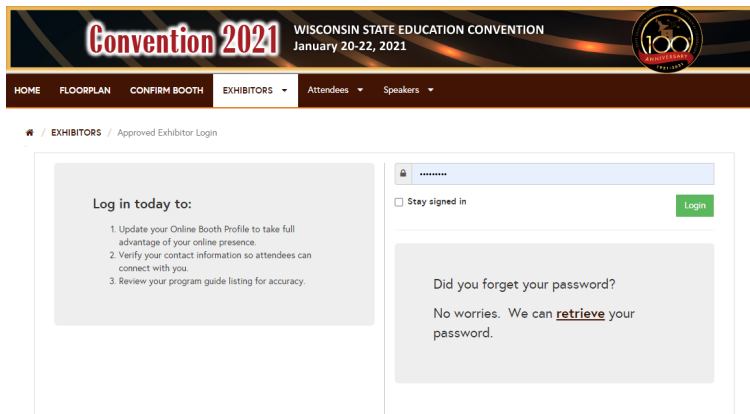 Convention 2021
WISCONSIN STATE EDUCATION CONVENTION
January 20-22, 2021
100
ANNIVERSARY
1921-2021
HOME FLOORPLAN CONFIRM BOOTH EXHIBITORS Attendees Speakers
/ EXHIBITORS / Approved Exhibitor Login
Log in today to:
1. Update your Online Booth Profile to take full
advantage of your online presence.
2. Verify your contact information so attendees can
connect with you.
3. Review your program guide listing for accuracy.
•••••••••
Stay signed in
Login
Did you forget your password?
No worries. We can retrieve your
password.